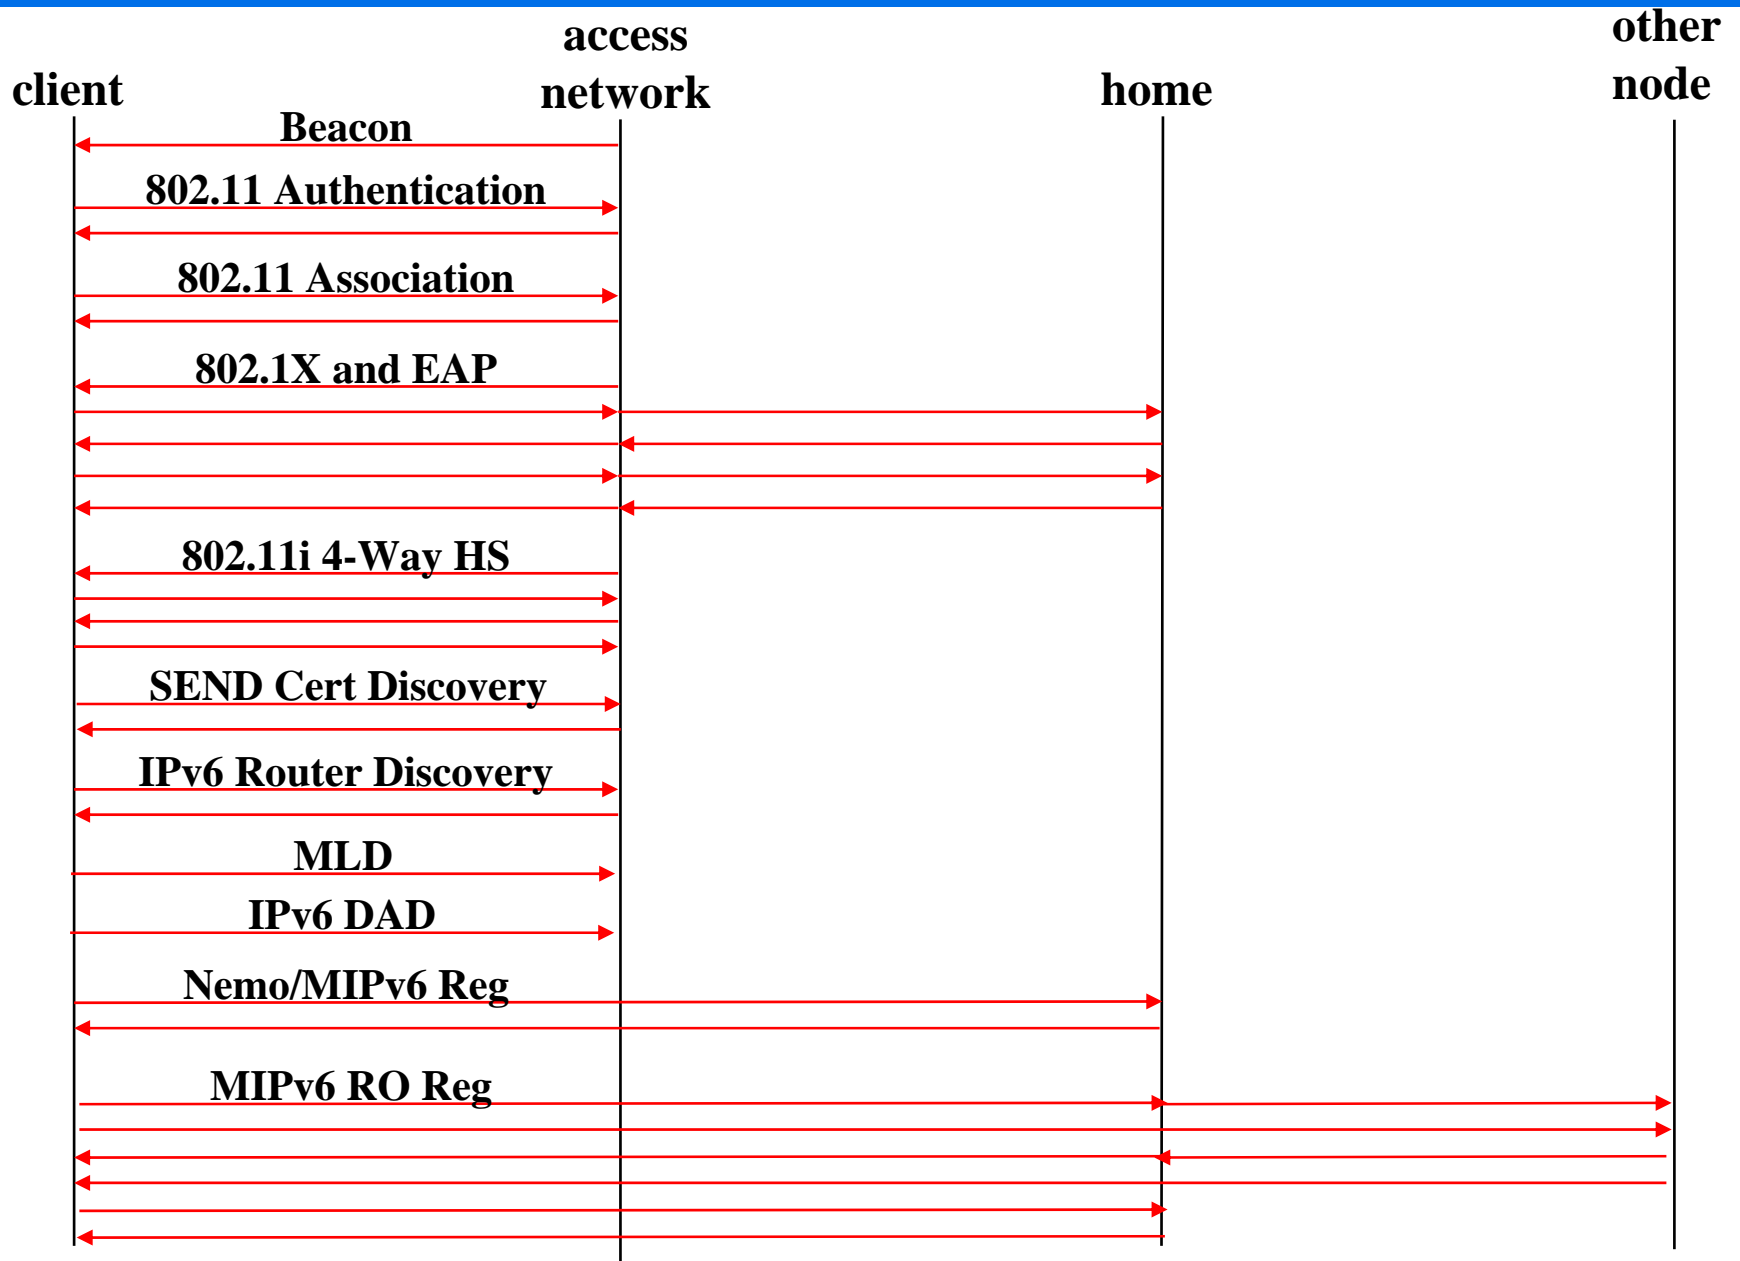 client
access
network
home
other
node
Beacon
802.11 Authentication
802.11 Association
802.1X and EAP
802.11i 4-Way HS
SEND Cert Discovery
IPv6 Router Discovery
MLD
IPv6 DAD
Nemo/MIPv6 Reg
MIPv6 RO Reg